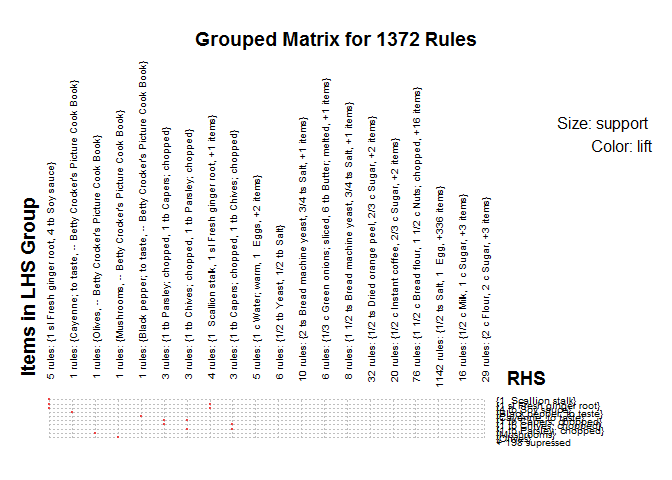 Grouped Matrix for 1372 Rules
Size: support
Color: lift
Items in LHS Group
5 rules: {1 sl Fresh ginger root, 4 tb Soy sauce}
1 rules: {Cayenne; to taste, -- Betty Crocker's Picture Cook Book}
1 rules: {Olives, -- Betty Crocker's Picture Cook Book}
1 rules: {Mushrooms, -- Betty Crocker's Picture Cook Book}
1 rules: {Black pepper; to taste, -- Betty Crocker's Picture Cook Book}
3 rules: {1 tb Parsley; chopped, 1 tb Capers; chopped}
3 rules: {1 tb Chives; chopped, 1 tb Parsley; chopped}
4 rules: {1 Scallion stalk, 1 sl Fresh ginger root, +1 items}
3 rules: {1 tb Capers; chopped, 1 tb Chives; chopped}
5 rules: {1 c Water; warm, 1 Eggs, +2 items}
6 rules: {1/2 tb Yeast, 1/2 tb Salt}
10 rules: {2 ts Bread machine yeast, 3/4 ts Salt, +1 items}
6 rules: {1/3 c Green onions; sliced, 6 tb Butter; melted, +1 items}
8 rules: {1 1/2 ts Bread machine yeast, 3/4 ts Salt, +1 items}
32 rules: {1/2 ts Dried orange peel, 2/3 c Sugar, +2 items}
20 rules: {1/2 c Instant coffee, 2/3 c Sugar, +2 items}
76 rules: {1 1/2 c Bread flour, 1 1/2 c Nuts; chopped, +16 items}
1142 rules: {1/2 ts Salt, 1 Egg, +336 items}
16 rules: {1/2 c Milk, 1 c Sugar, +3 items}
29 rules: {2 c Flour, 2 c Sugar, +3 items}
RHS
{1 Scallion stalk}
{1 sl Fresh ginger root}
{4 tb Soy sauce}
{Black pepper; to taste}
{Cayenne; to taste}
{1 tb Capers; chopped}
{1 tb Chives; chopped}
{1 tb Parsley; chopped}
{Mushrooms}
+ 198 supressed